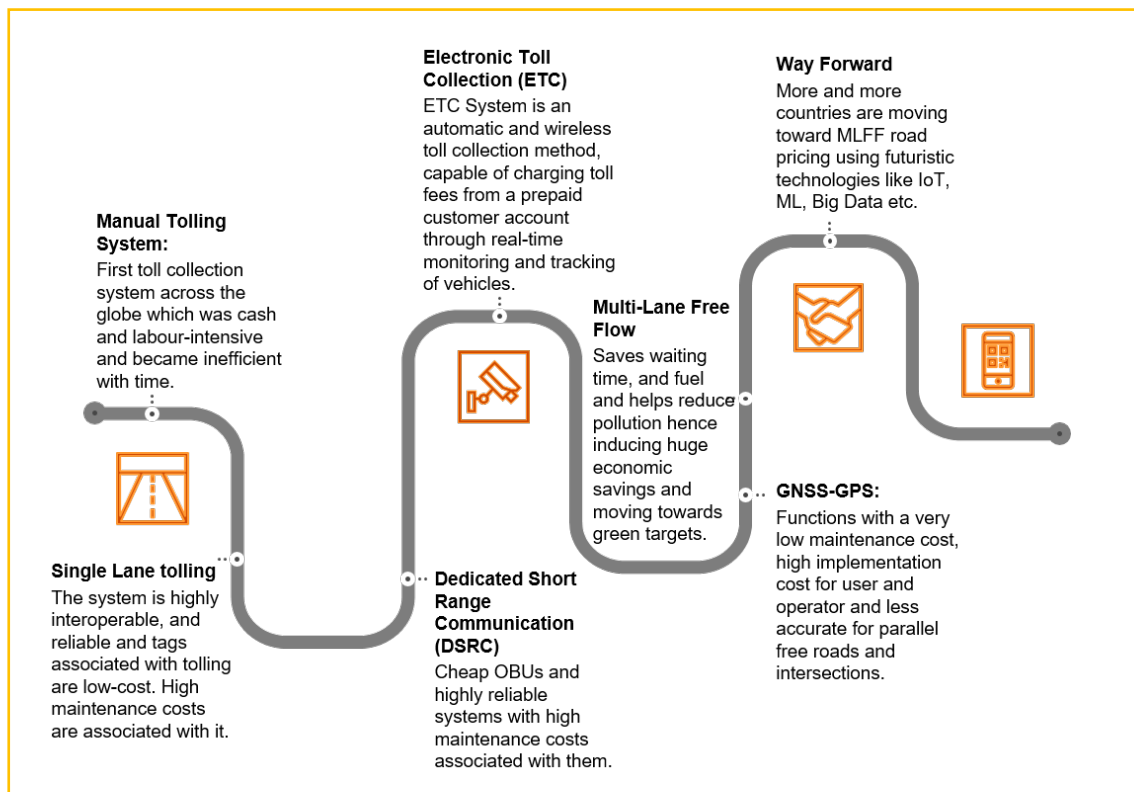 Manual Tolling
System:
First toll collection
system across the
globe which was cash
and labour-intensive
and became inefficient
with time.
Single Lane tolling
The system is highly
interoperable, and
reliable and tags
associated with tolling
are low-cost. High
maintenance costs
are associated with it.
Dedicated Short
Range
Communication
(DSRC)
Cheap OBUs and
highly reliable
systems with high
maintenance costs
associated with them.
Electronic Toll
Collection (ETC)
ETC System is an
automatic and wireless
toll collection method,
capable of charging toll
fees from a prepaid
customer account
through real-time
monitoring and tracking
of vehicles.
Multi-Lane Free
Flow
Saves waiting
time, and fuel
and helps reduce
pollution hence
inducing huge
economic
savings and
moving towards
green targets.
GNSS-GPS:
Functions with a very
low maintenance cost,
high implementation
cost for user and
operator and less
accurate for parallel
free roads and
intersections.
Way Forward
More and more
countries are moving
toward MLFF road
pricing using futuristic
technologies like IoT,
ML, Big Data etc.